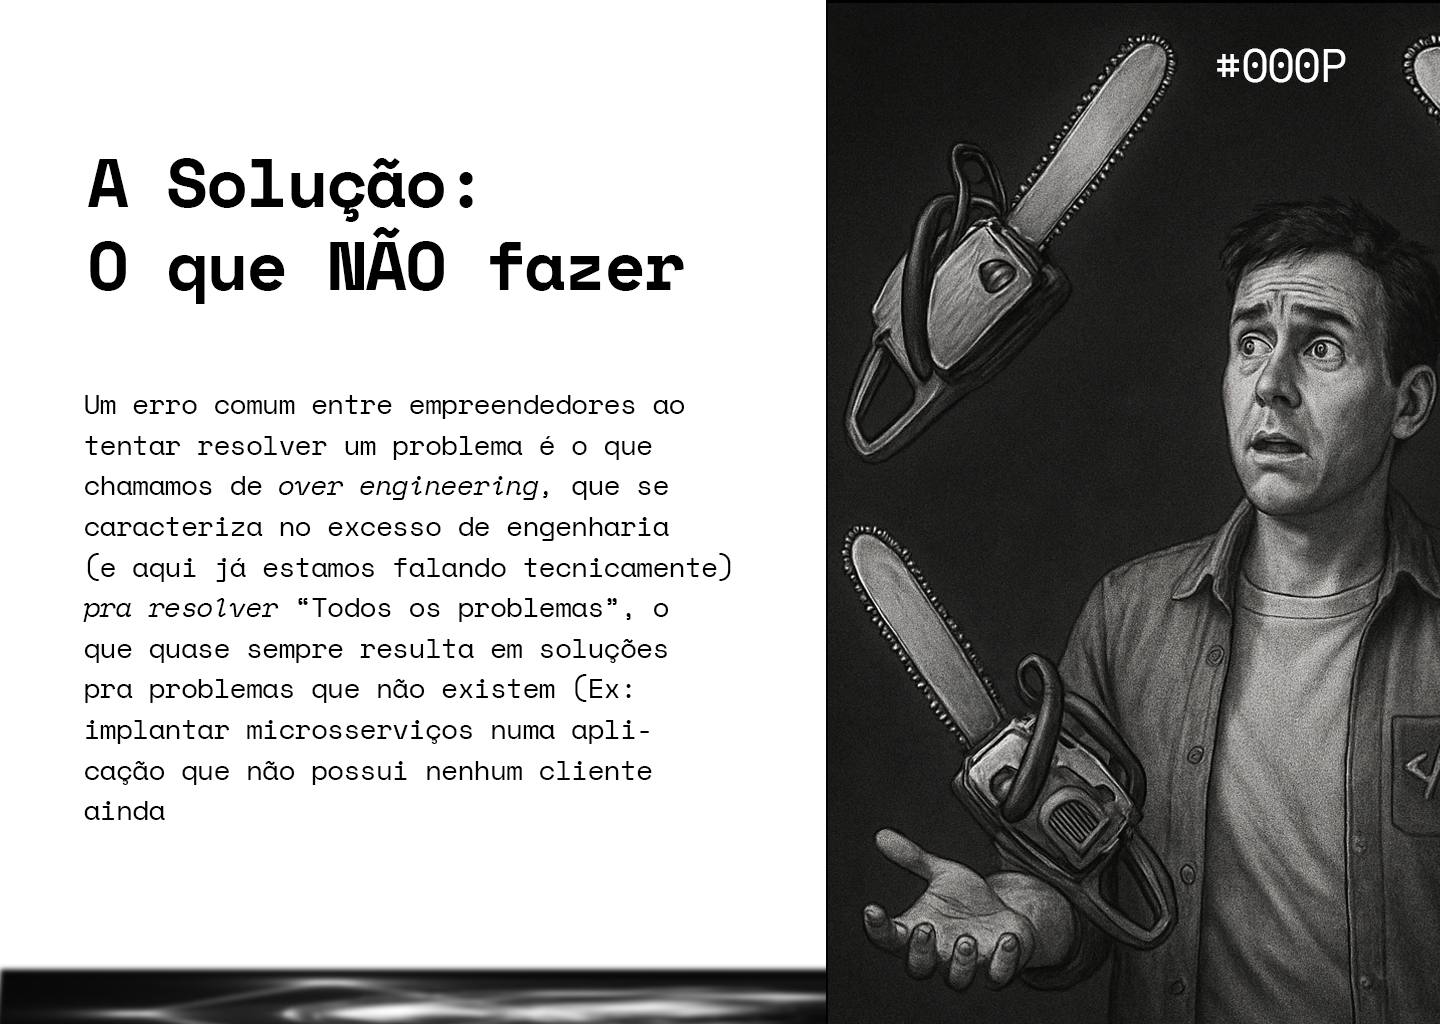 #000P
A Solução:
O que NÃO fazer
Um erro comum entre empreendedores ao
tentar resolver um problema é o que
chamamos de over engineering, que se
caracteriza no excesso de engenharia
(e aqui já estamos falando tecnicamente)
pra resolver “Todos os problemas”, o
que quase sempre resulta em soluções
pra problemas que não existem (Ex:
implantar microsserviços numa apli-
cação que não possui nenhum cliente
ainda